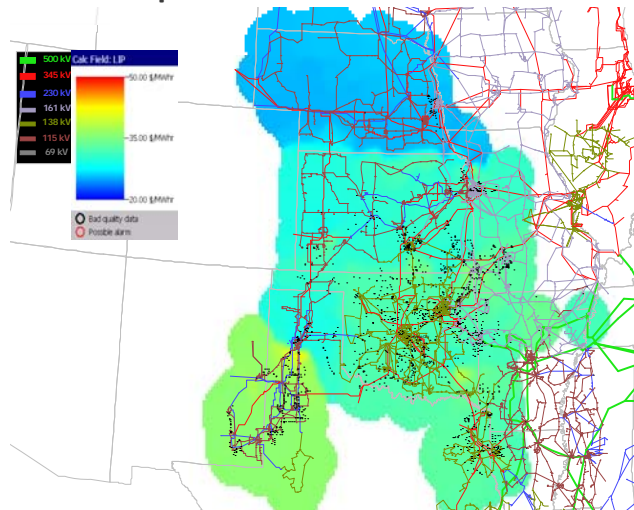 500 kV
345 kV
230 kV
161 kV
138 kV
115 kV
69 kV
Calc Field: LIP
50.00 $/MWhr
35.00 $/MWhr
20.00 $/MWhr
Bad quality data
Possible alarm